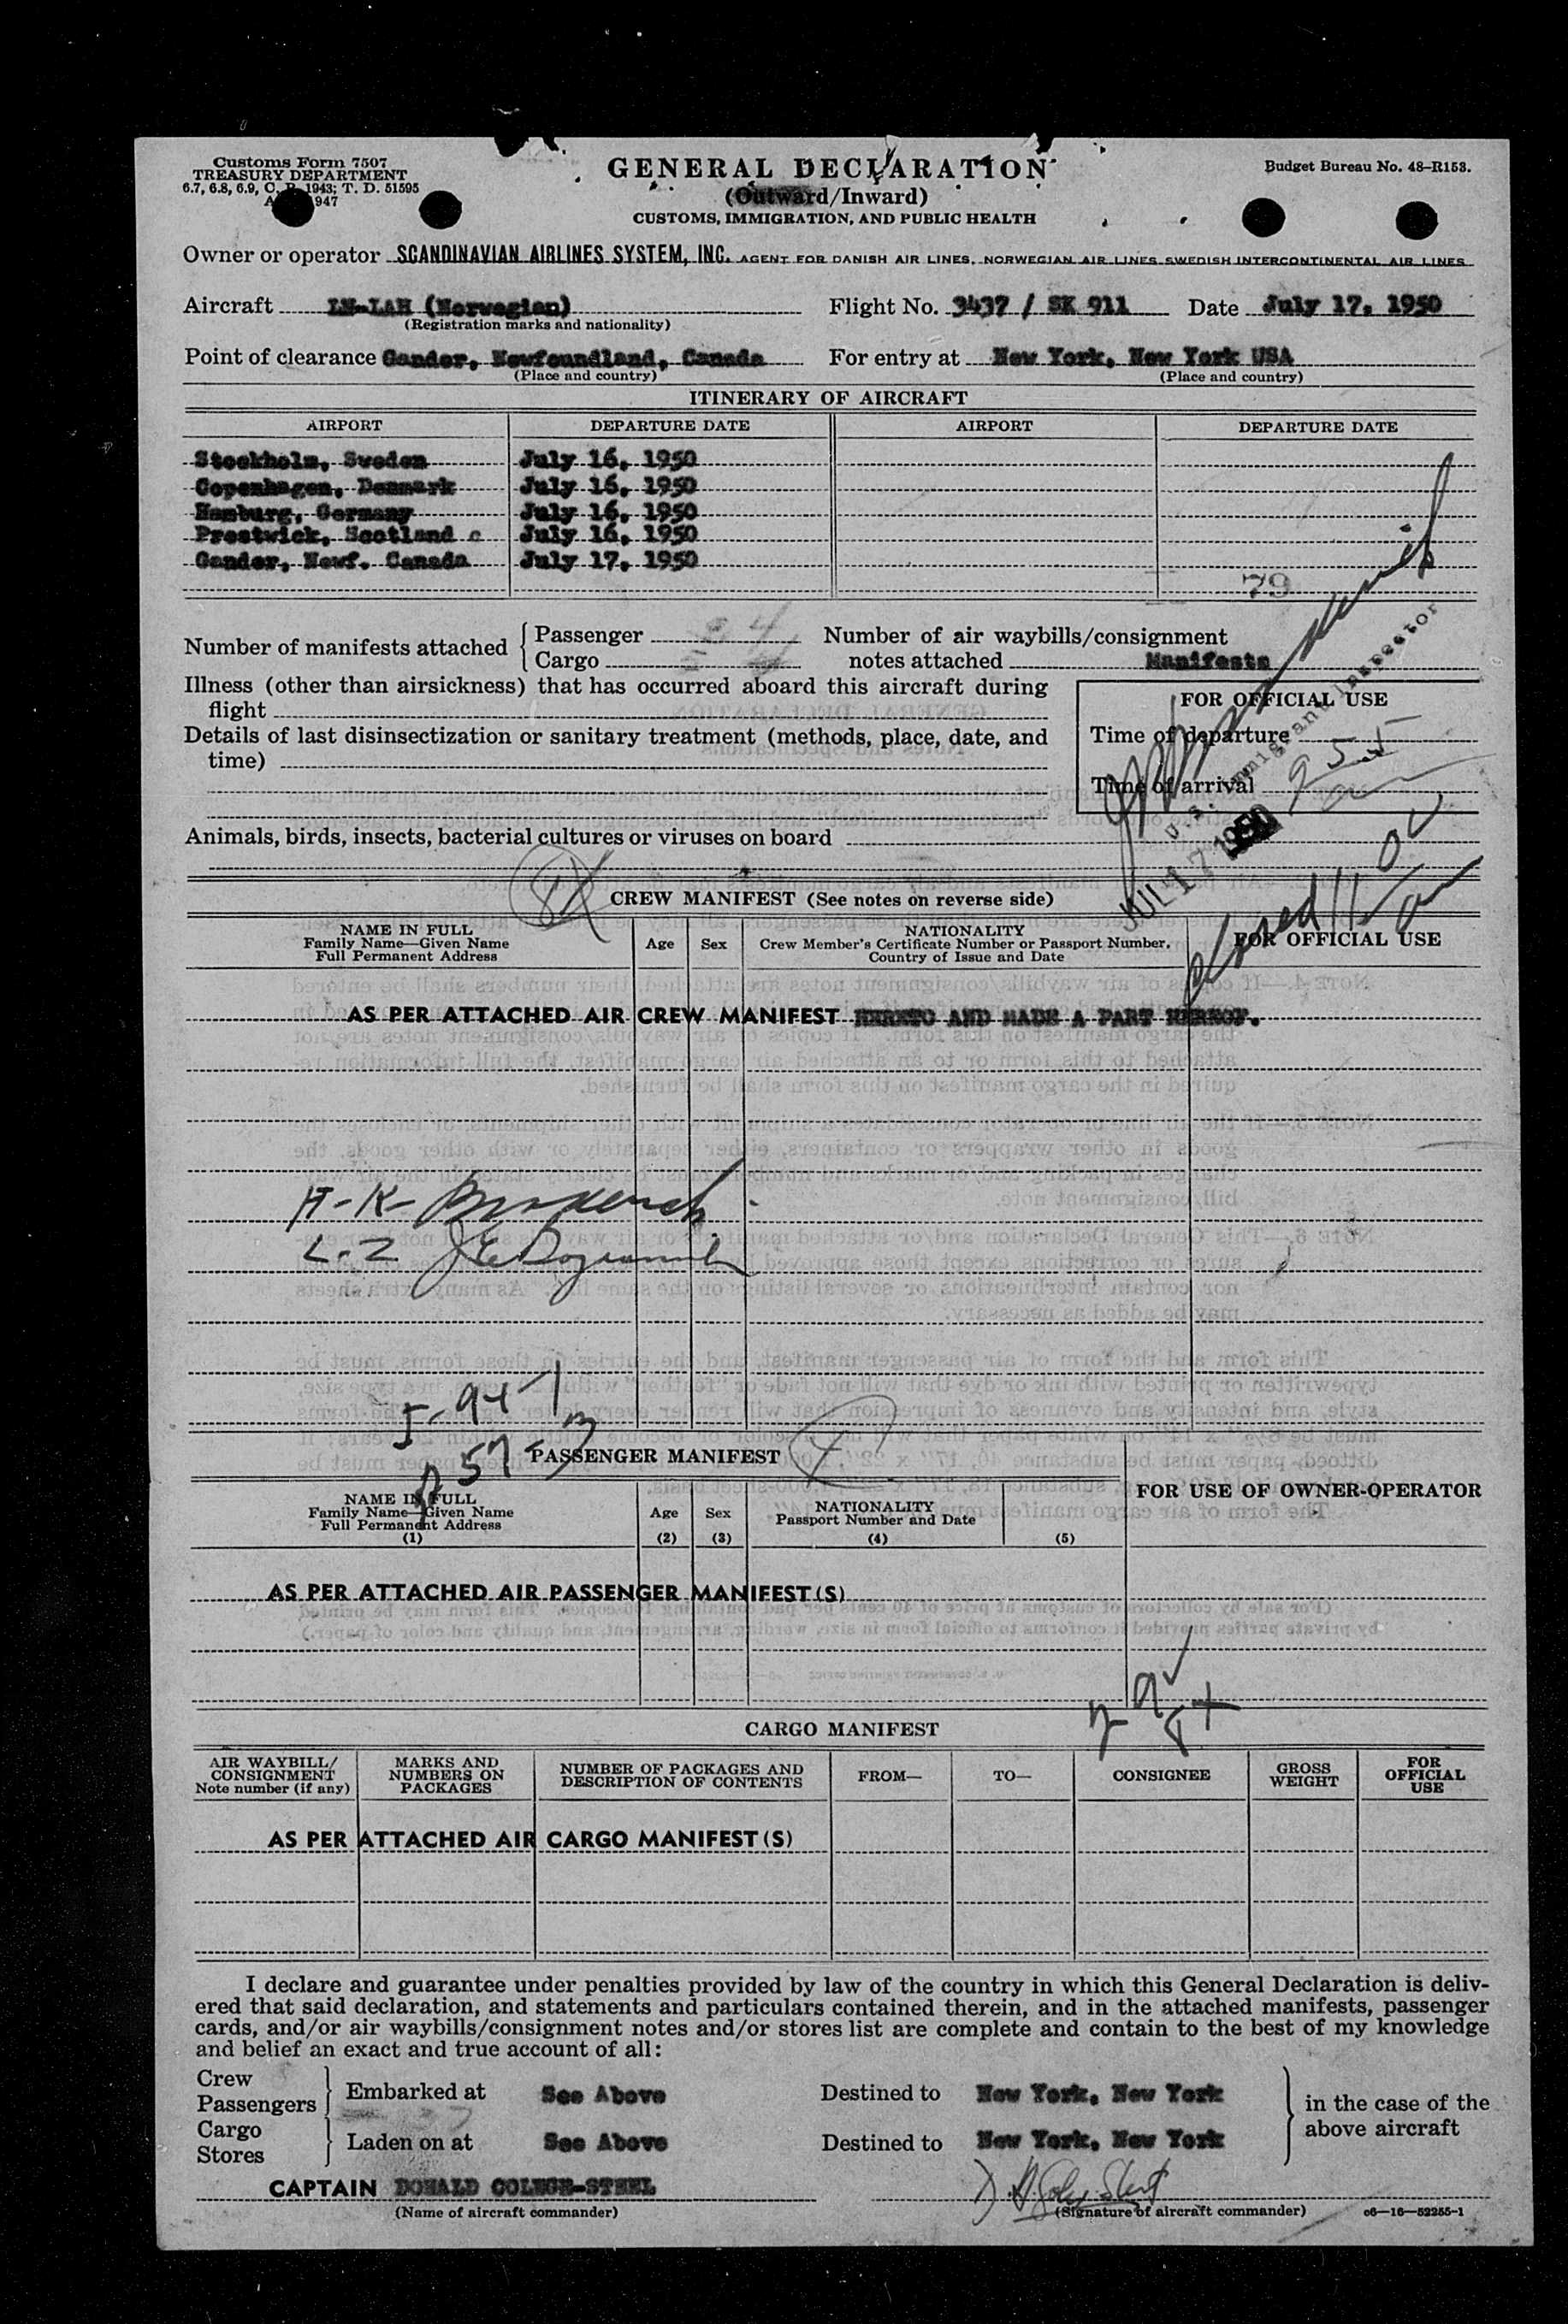 Customs Form 7507
TREASURY DEPARTMENT
6.7, 6.8, 6.9, C. R. 1943; T. D. 51595
947
GENERAL DECLARATION
(Outward/Inward)
CUSTOMS, IMMIGRATION, AND PUBLIC HEALTH
Budget Bureau No. 48-R153.
Owner or operator SCANDINAVIAN AIRLINES SYSTEM, INC. AGENT FOR DANISH AIR LINES, NORWEGIAN AIR LINES SWEDISH INTERCONTINENTAL AIR LINES
Aircraft (Norwegian) Flight No. 3437 / SK 911 Date July 17, 1950
(Registration marks and nationality)
Point of clearance Gander, Newfoundland, Canada For entry at New York, New York USA
(Place and country) (Place and country)
ITINERARY OF AIRCRAFT
AIRPORT DEPARTURE DATE AIRPORT DEPARTURE DATE
Stockholm, Sweden July 16, 1950
Copenhagen, Denmark July 16, 1950
Hamburg, Germany July 16, 1950
Prestwick, Scotland July 16, 1950
Gander, Newf. Canada July 17, 1950
79
Number of manifests attached Passenger Number of air waybills/consignment
Cargo notes attached Manifests
Illness (other than airsickness) that has occurred aboard this aircraft during
flight
FOR OFFICIAL USE
Details of last disinsectization or sanitary treatment (methods, place, date, and
time)
Time of departure
Time of arrival 955
U. S. Immigrant Inspector
JUL 17 1950
Animals, birds, insects, bacterial cultures or viruses on board
CREW MANIFEST (See notes on reverse side)
NAME IN FULL
Family Name—Given Name
Full Permanent Address
Age Sex
NATIONALITY
Crew Member's Certificate Number or Passport Number,
Country of Issue and Date
FOR OFFICIAL USE
AS PER ATTACHED AIR CREW MANIFEST HERETO AND MADE A PART HEREOF.
PASSENGER MANIFEST
NAME IN FULL
Family Name—Given Name
Full Permanent Address
(1)
Age
(2)
Sex
(3)
NATIONALITY
Passport Number and Date
(4)
(5)
FOR USE OF OWNER-OPERATOR
AS PER ATTACHED AIR PASSENGER MANIFEST(S)
CARGO MANIFEST
AIR WAYBILL/
CONSIGNMENT
Note number (if any)
MARKS AND
NUMBERS ON
PACKAGES
NUMBER OF PACKAGES AND
DESCRIPTION OF CONTENTS
FROM—
TO—
CONSIGNEE
GROSS
WEIGHT
FOR
OFFICIAL
USE
AS PER ATTACHED AIR CARGO MANIFEST(S)
I declare and guarantee under penalties provided by law of the country in which this General Declaration is deliv-
ered that said declaration, and statements and particulars contained therein, and in the attached manifests, passenger
cards, and/or air waybills/consignment notes and/or stores list are complete and contain to the best of my knowledge
and belief an exact and true account of all:
Crew
Passengers
Embarked at See Above Destined to New York, New York
in the case of the
above aircraft
Cargo
Stores
Laden on at See Above Destined to New York, New York
CAPTAIN DONALD
(Name of aircraft commander) (Signature of aircraft commander) c6—16—52255-1